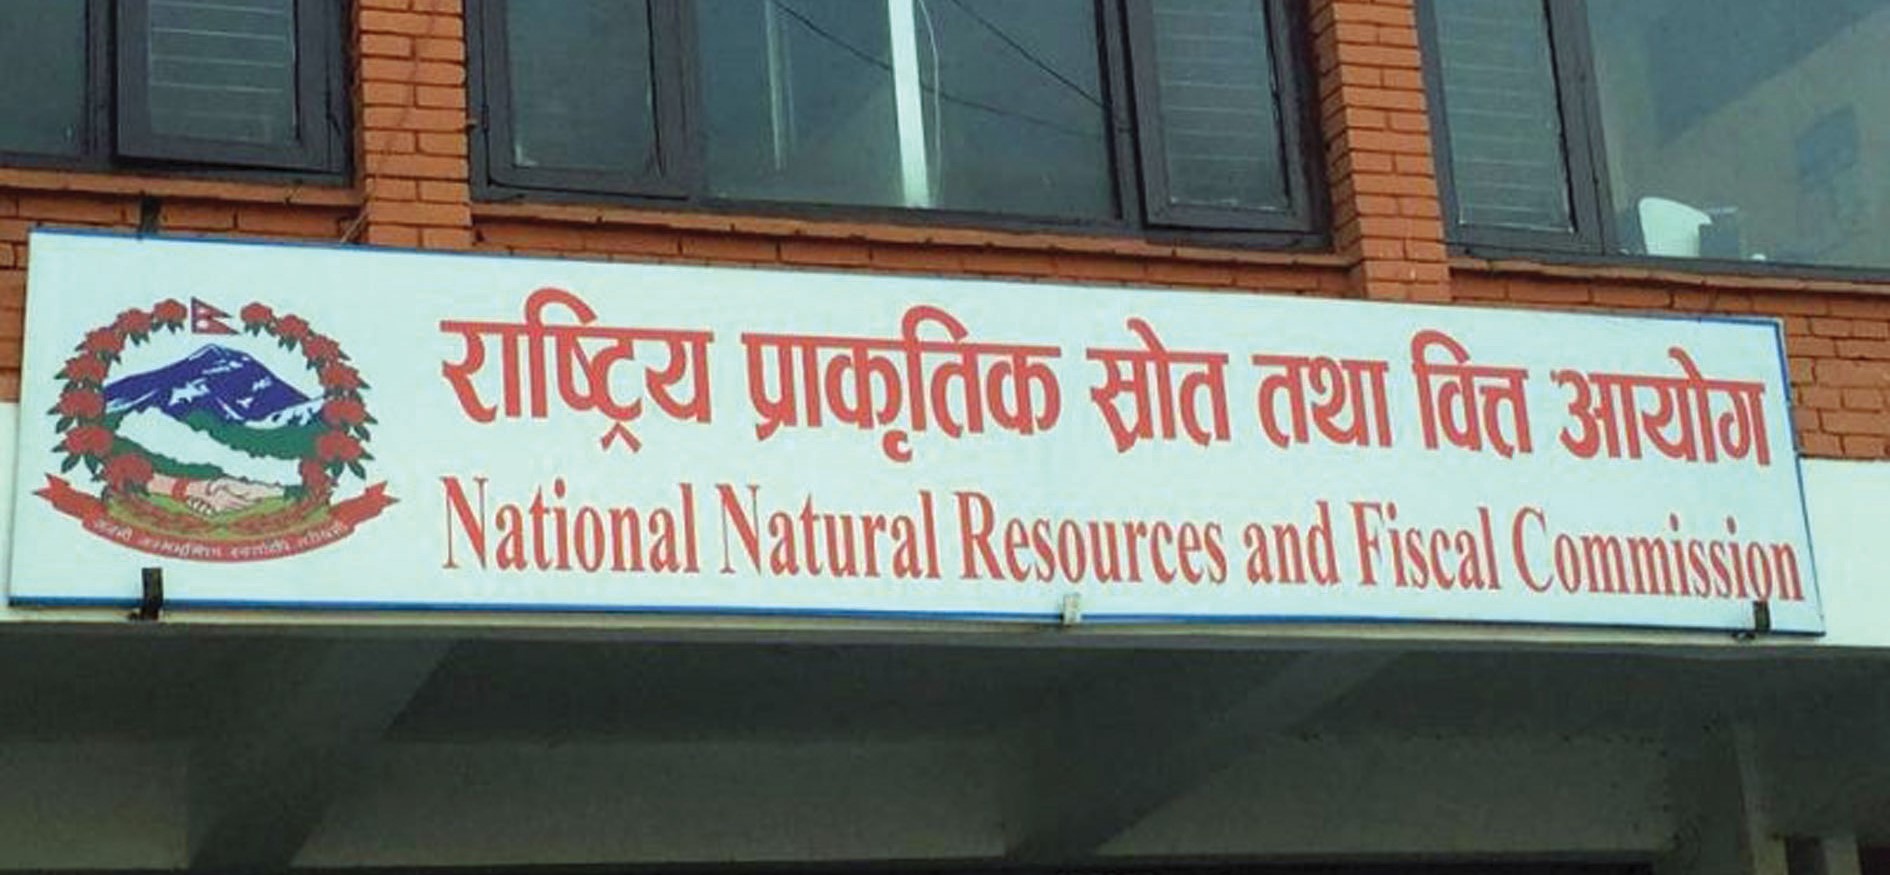 राष्ट्रिय प्राकृतिक स्रोत तथा वित्त आयोग
National Natural Resources and Fiscal Commission